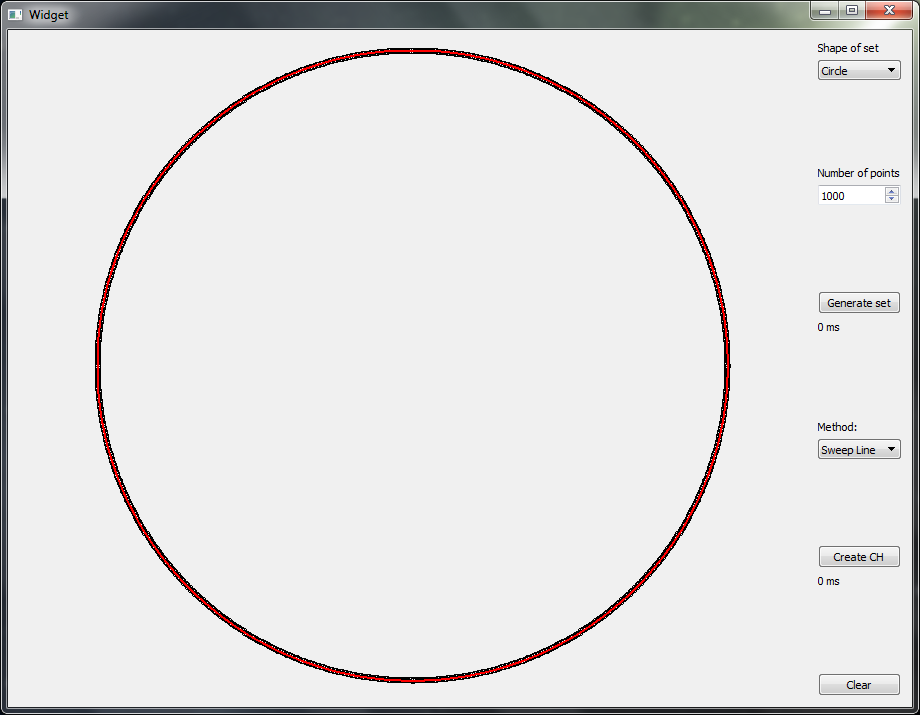 Widget
Shape of set
Circle
Number of points
1000
Generate set
0 ms
Method:
Sweep Line
Create CH
0 ms
Clear